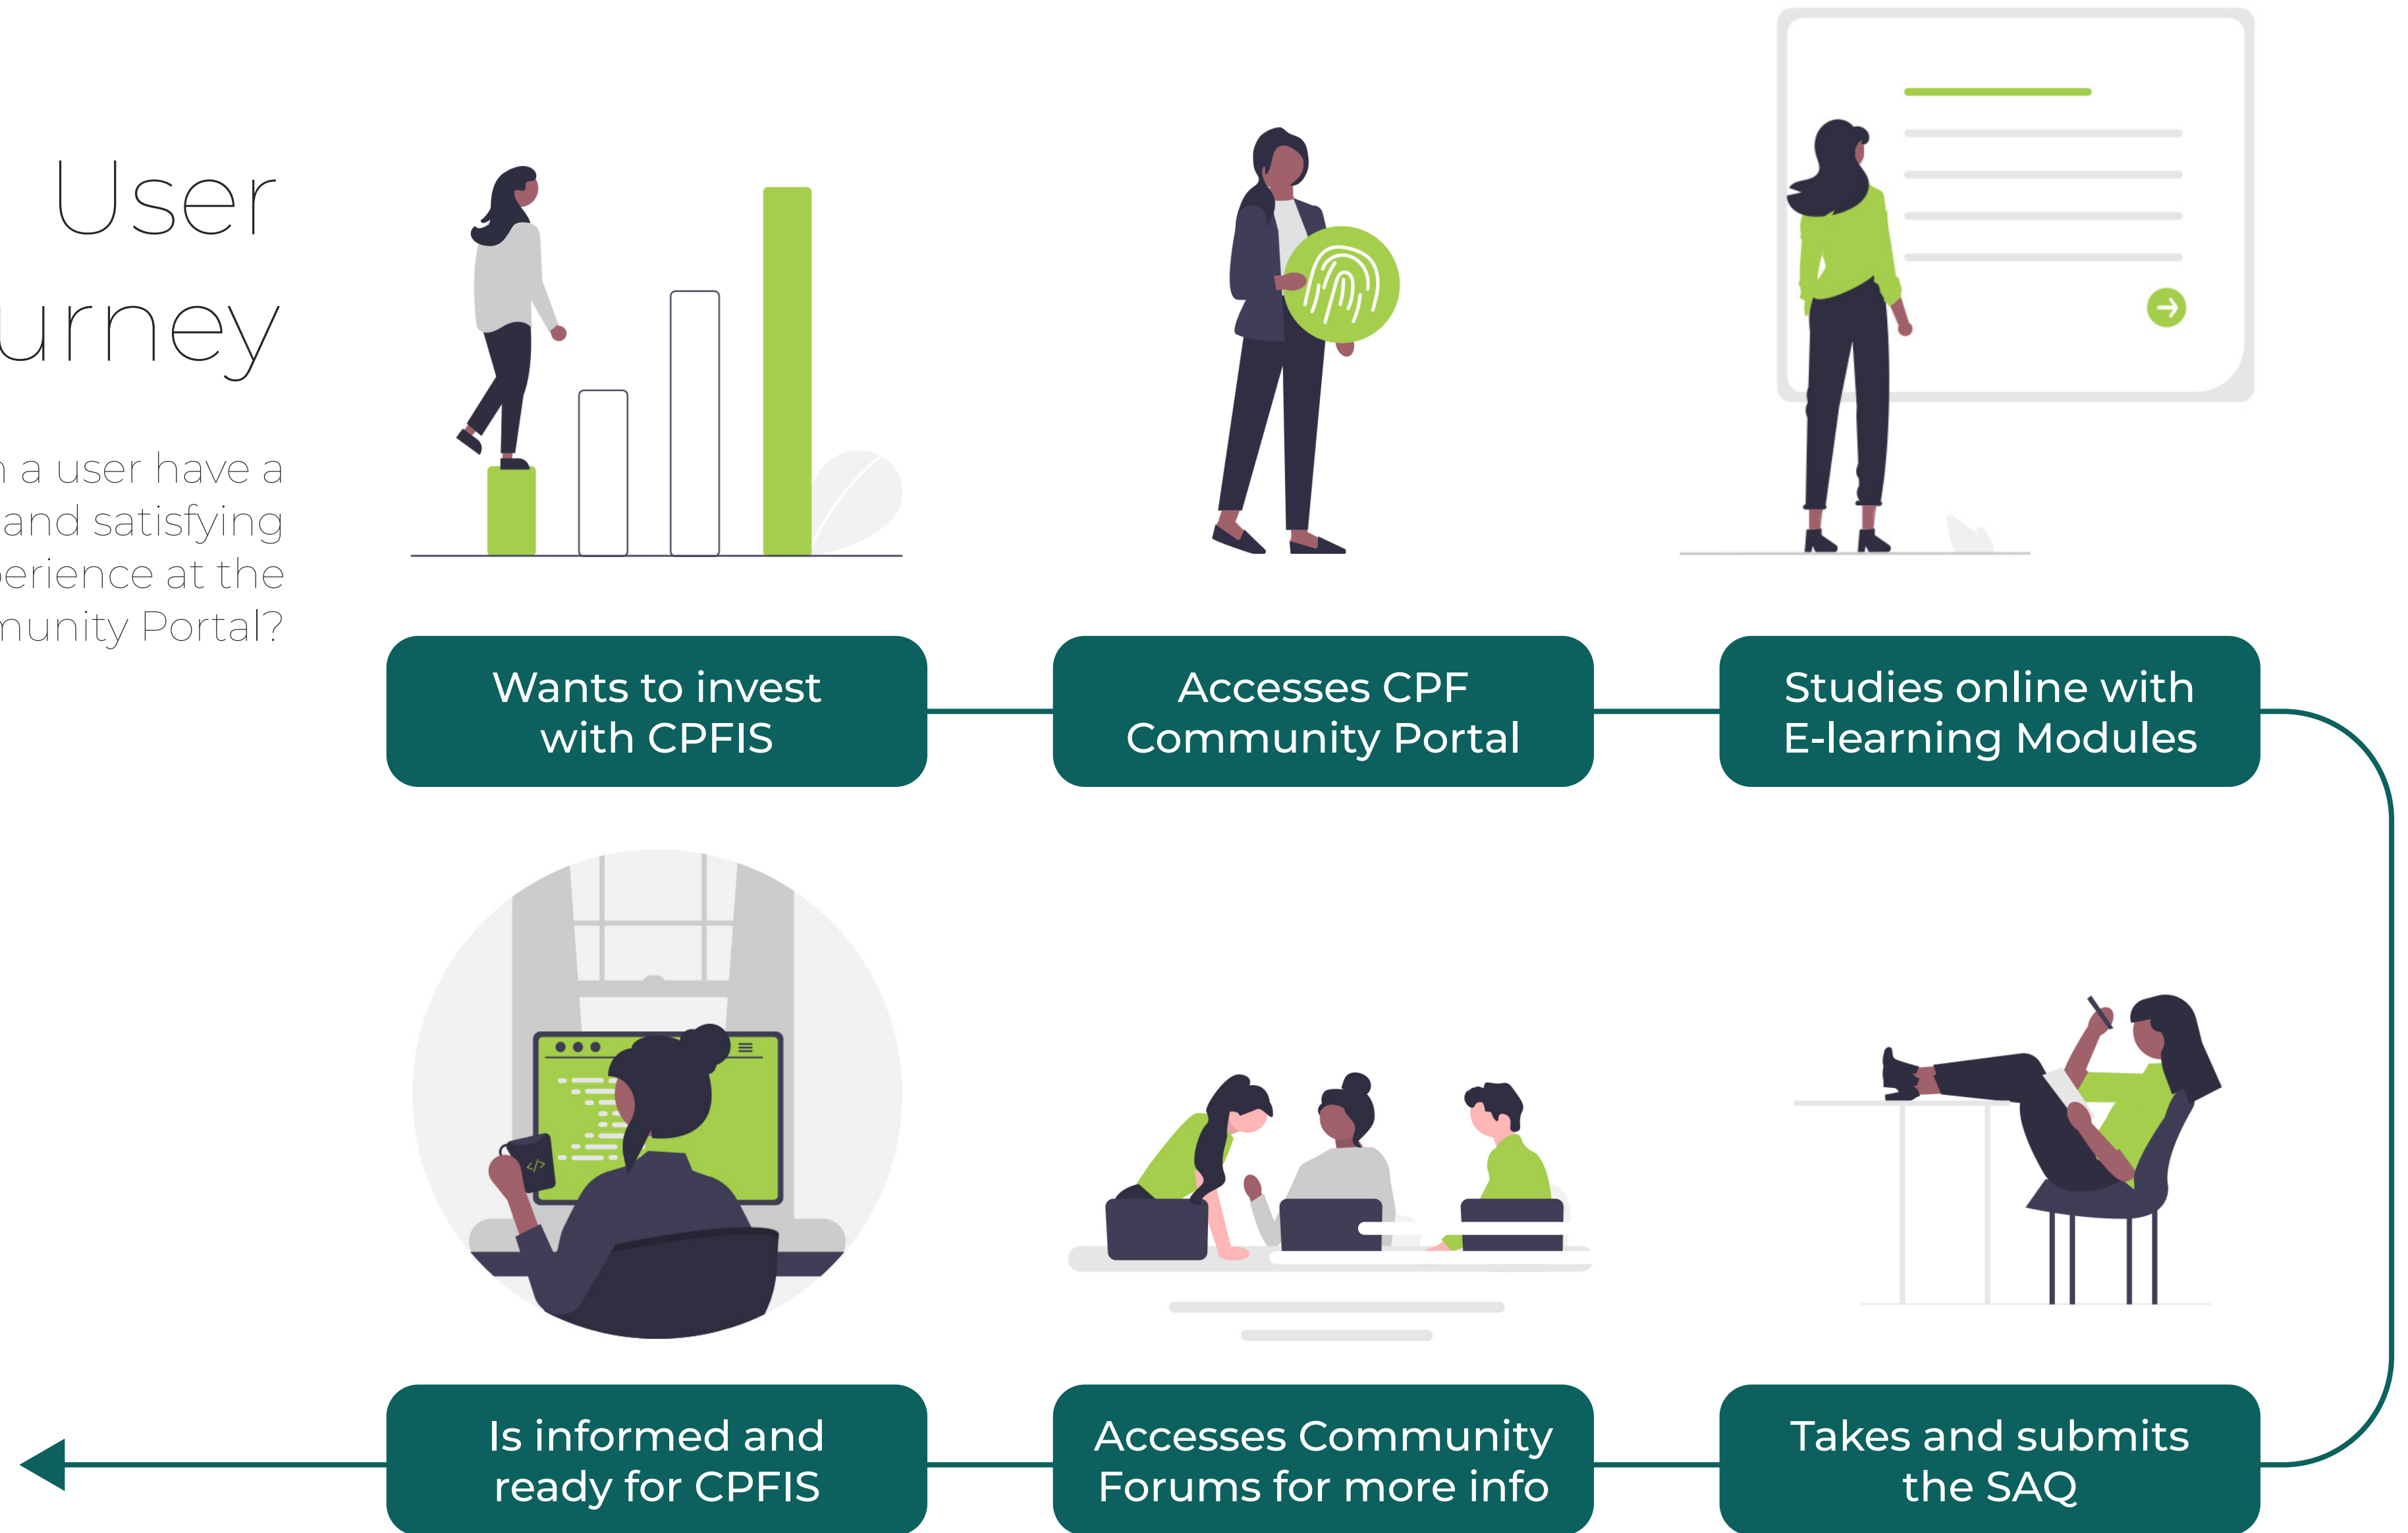 User
urney
a user have a
and satisfying
erience at the
munity Portal?
Wants to invest
with CPFIS
Accesses CPF
Community Portal
Studies online with
E-learning Modules
Takes and submits
the SAQ
Accesses Community
Forums for more info
Is informed and
ready for CPFIS